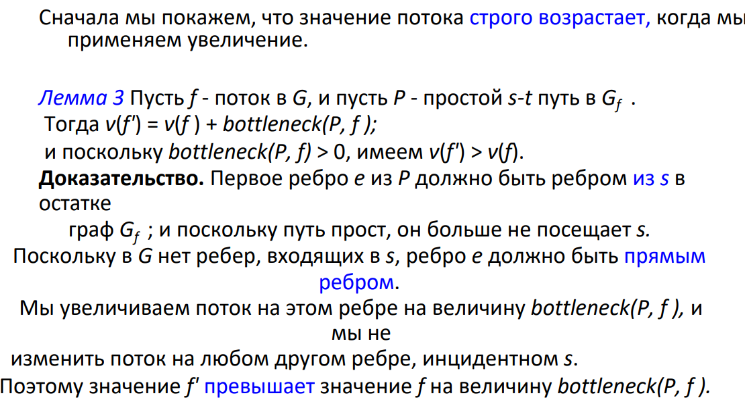 Сначала мы покажем, что значение потока строго возрастает, когда мы
применяем увеличение.
Лемма 3 Пусть f - поток в G, и пусть P - простой s-t путь в Gf .
Тогда v(f') = v(f ) + bottleneck(P, f );
и поскольку bottleneck(P, f) > 0, имеем v(f') > v(f).
Доказательство. Первое ребро e из P должно быть ребром из s в
остатке
граф Gf ; и поскольку путь прост, он больше не посещает s.
Поскольку в G нет ребер, входящих в s, ребро e должно быть прямым
ребром.
Мы увеличиваем поток на этом ребре на величину bottleneck(P, f ), и
мы не
изменить поток на любом другом ребре, инцидентном s.
Поэтому значение f' превышает значение f на величину bottleneck(P, f ).